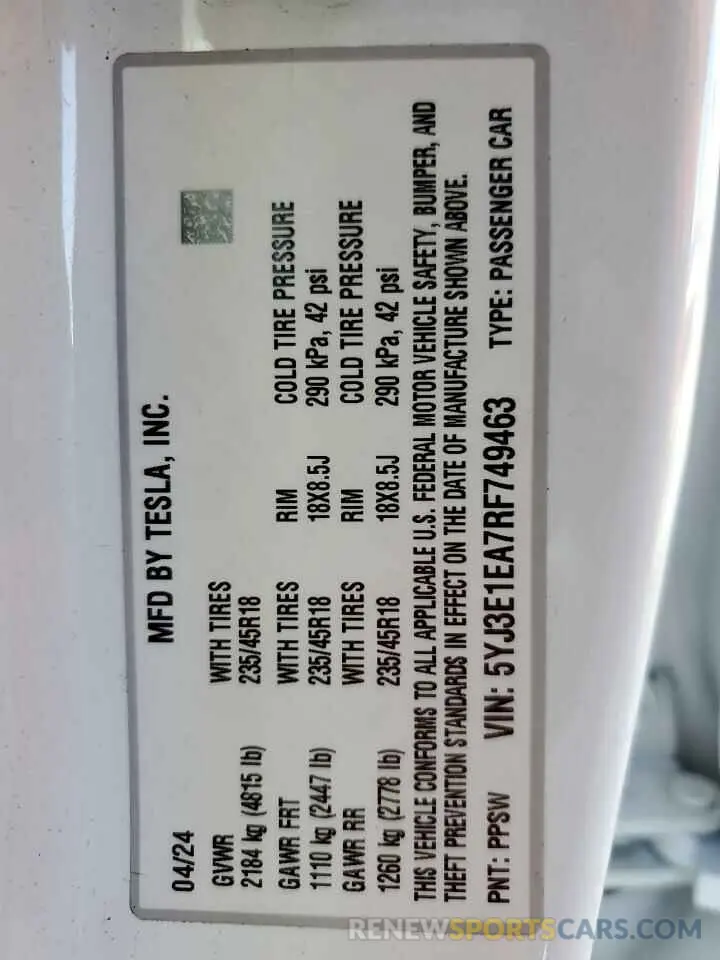 MFD BY TESLA, INC.
04/24
GVWR WITH TIRES
2184 kg (4815 lb) 235/45R18
GAWR FRT WITH TIRES RIM COLD TIRE PRESSURE
1110 kg (2447 lb) 235/45R18 18X8.5J 290 kPa, 42 psi
GAWR RR WITH TIRES RIM COLD TIRE PRESSURE
1260 kg (2778 lb) 235/45R18 18X8.5J 290 kPa, 42 psi
THIS VEHICLE CONFORMS TO ALL APPLICABLE U.S. FEDERAL MOTOR VEHICLE SAFETY, BUMPER, AND
THEFT PREVENTION STANDARDS IN EFFECT ON THE DATE OF MANUFACTURE SHOWN ABOVE.
PNT: PPSW VIN: 5YJ3E1EA7RF749463 TYPE: PASSENGER CAR
RENEWSPORTSCARS.COM